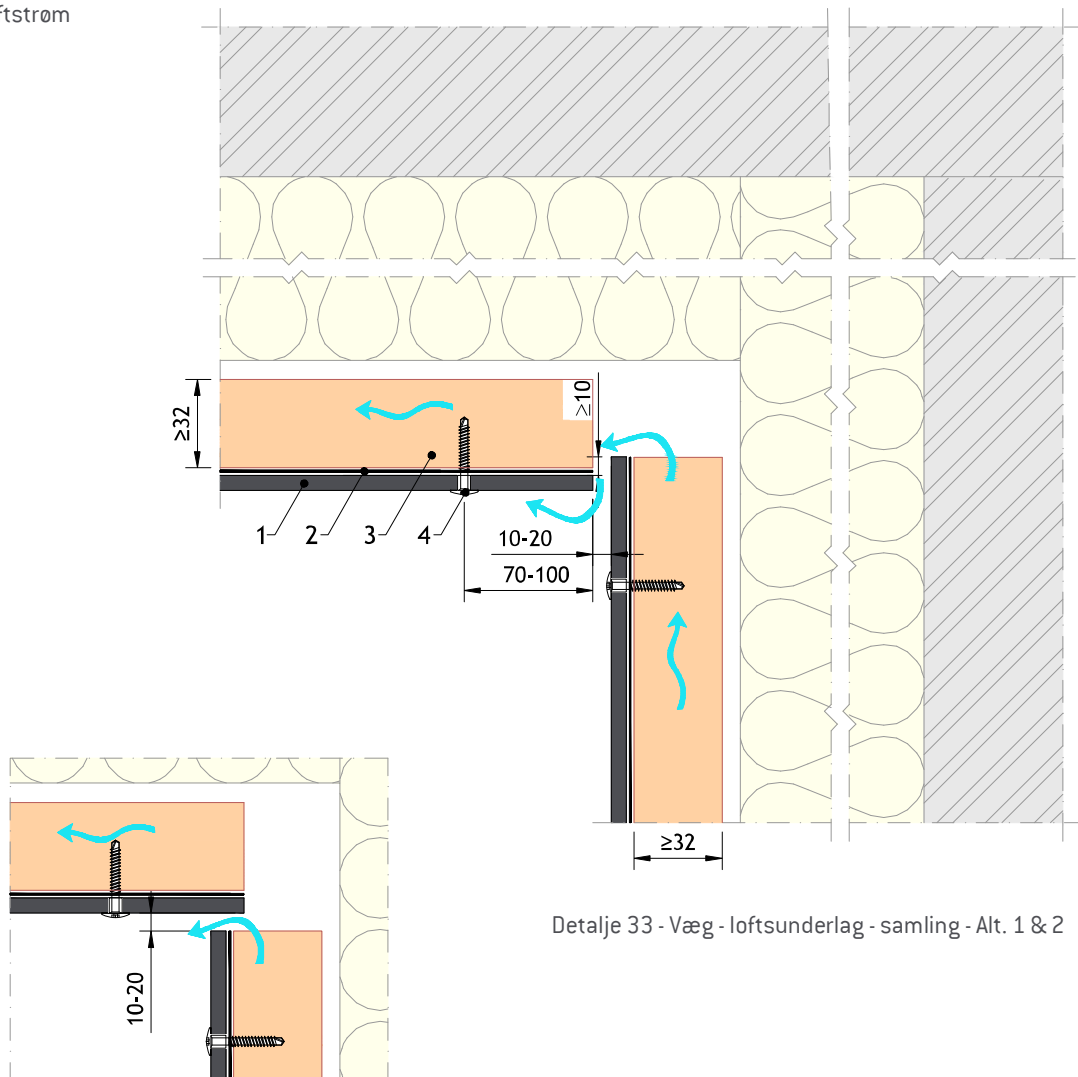 ftstrøm
≥10
≥32
1 2 3 4
10-20
70-100
≥32
Detalje 33 - Væg - loftsunderlag - samling - Alt. 1 & 2
10-20